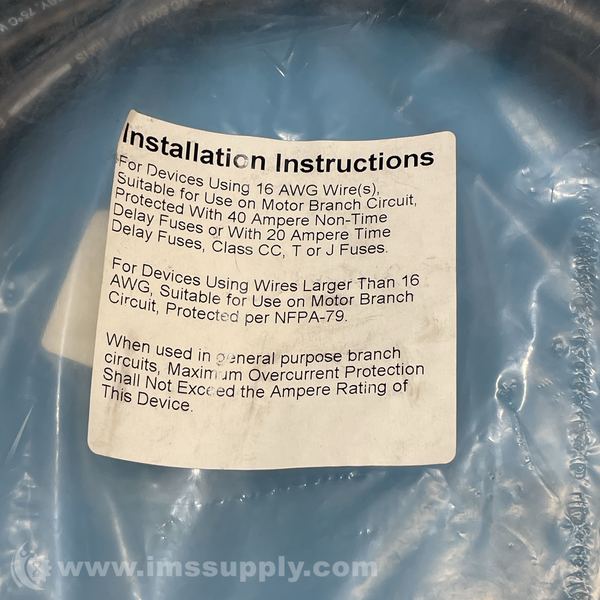 Installation Instructions
For Devices Using 16 AWG Wire(s),
Suitable for Use on Motor Branch Circuit,
Protected With 40 Ampere Non-Time
Delay Fuses or With 20 Ampere Time
Delay Fuses, Class CC, T or J Fuses.
For Devices Using Wires Larger Than 16
AWG, Suitable for Use on Motor Branch
Circuit, Protected per NFPA-79.
When used in general purpose branch
circuits, Maximum Overcurrent Protection
Shall Not Exceed the Ampere Rating of
This Device.
www.imssupply.com